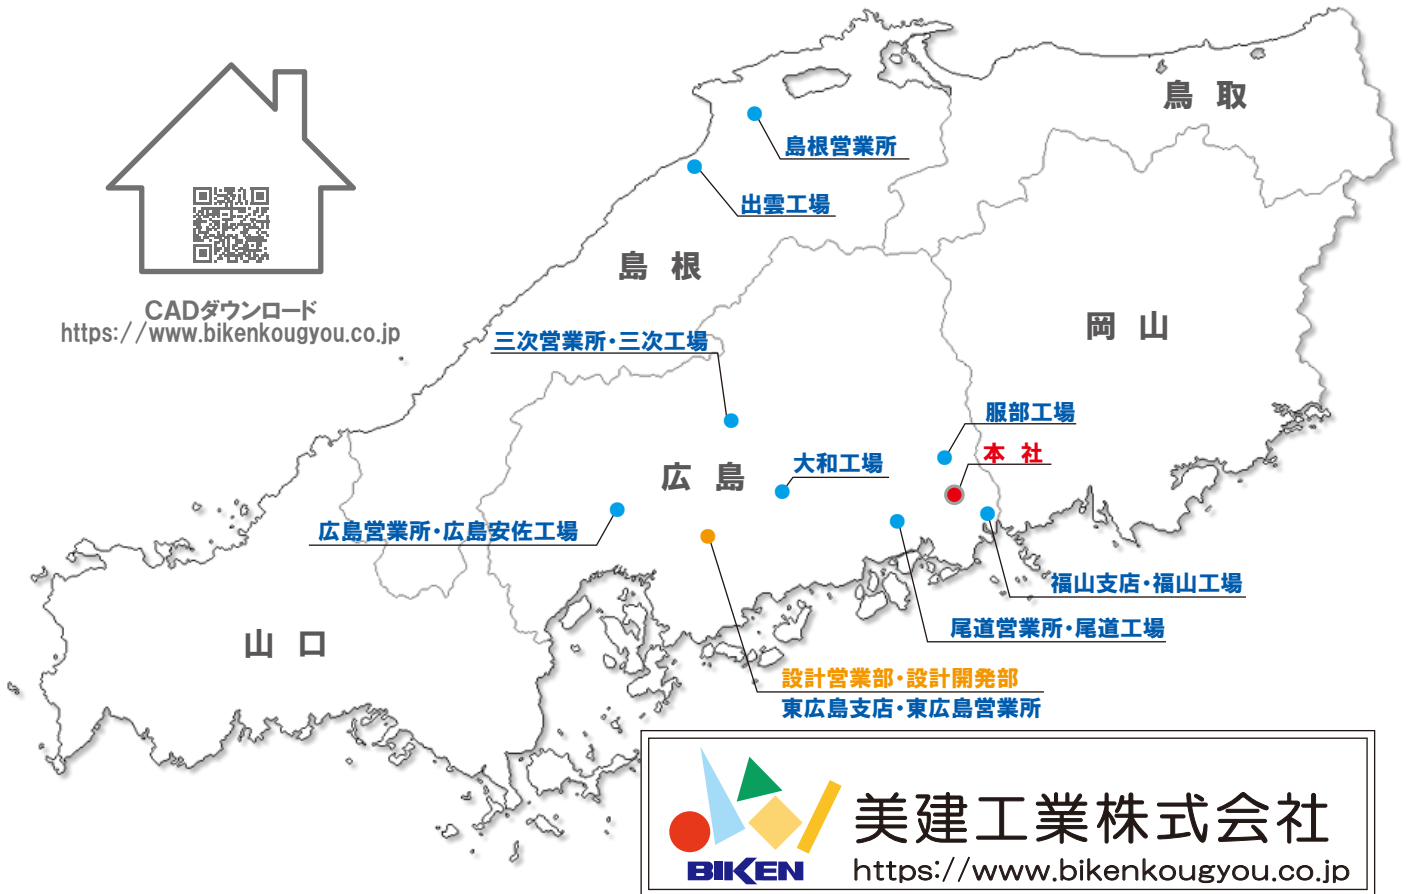 鳥 取
島根営業所
出雲工場
島 根
CADダウンロード
https://www.bikenkougyou.co.jp
三次営業所・三次工場
岡 山
服部工場
本 社
大和工場
広 島
広島営業所・広島安佐工場
福山支店・福山工場
尾道営業所・尾道工場
山 口
設計営業部・設計開発部
東広島支店・東広島営業所
BIKEN
美建工業株式会社
https://www.bikenkougyou.co.jp